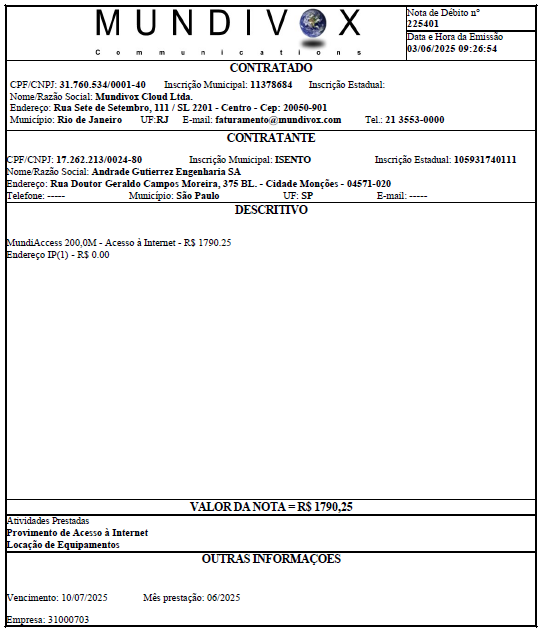 MUNDIVOX
Communications
Nota de Débito nº
225401
Data e Hora da Emissão
03/06/2025 09:26:54
CONTRATADO
CPF/CNPJ: 31.760.534/0001-40 Inscrição Municipal: 11378684 Inscrição Estadual:
Nome/Razão Social: Mundivox Cloud Ltda.
Endereço: Rua Sete de Setembro, 111 / SL 2201 - Centro - Cep: 20050-901
Município: Rio de Janeiro UF:RJ E-mail: faturamento@mundivox.com Tel.: 21 3553-0000
CONTRATANTE
CPF/CNPJ: 17.262.213/0024-80 Inscrição Municipal: ISENTO Inscrição Estadual: 105931740111
Nome/Razão Social: Andrade Gutierrez Engenharia SA
Endereço: Rua Doutor Geraldo Campos Moreira, 375 BL. - Cidade Monções - 04571-020
Telefone: ----- Município: São Paulo UF: SP E-mail: -----
DESCRITIVO
MundiAccess 200,0M - Acesso à Internet - R$ 1790.25
Endereço IP(1) - R$ 0.00
VALOR DA NOTA = R$ 1790,25
Atividades Prestadas
Provimento de Acesso à Internet
Locação de Equipamentos
OUTRAS INFORMAÇOES
Vencimento: 10/07/2025 Mês prestação: 06/2025
Empresa: 31000703